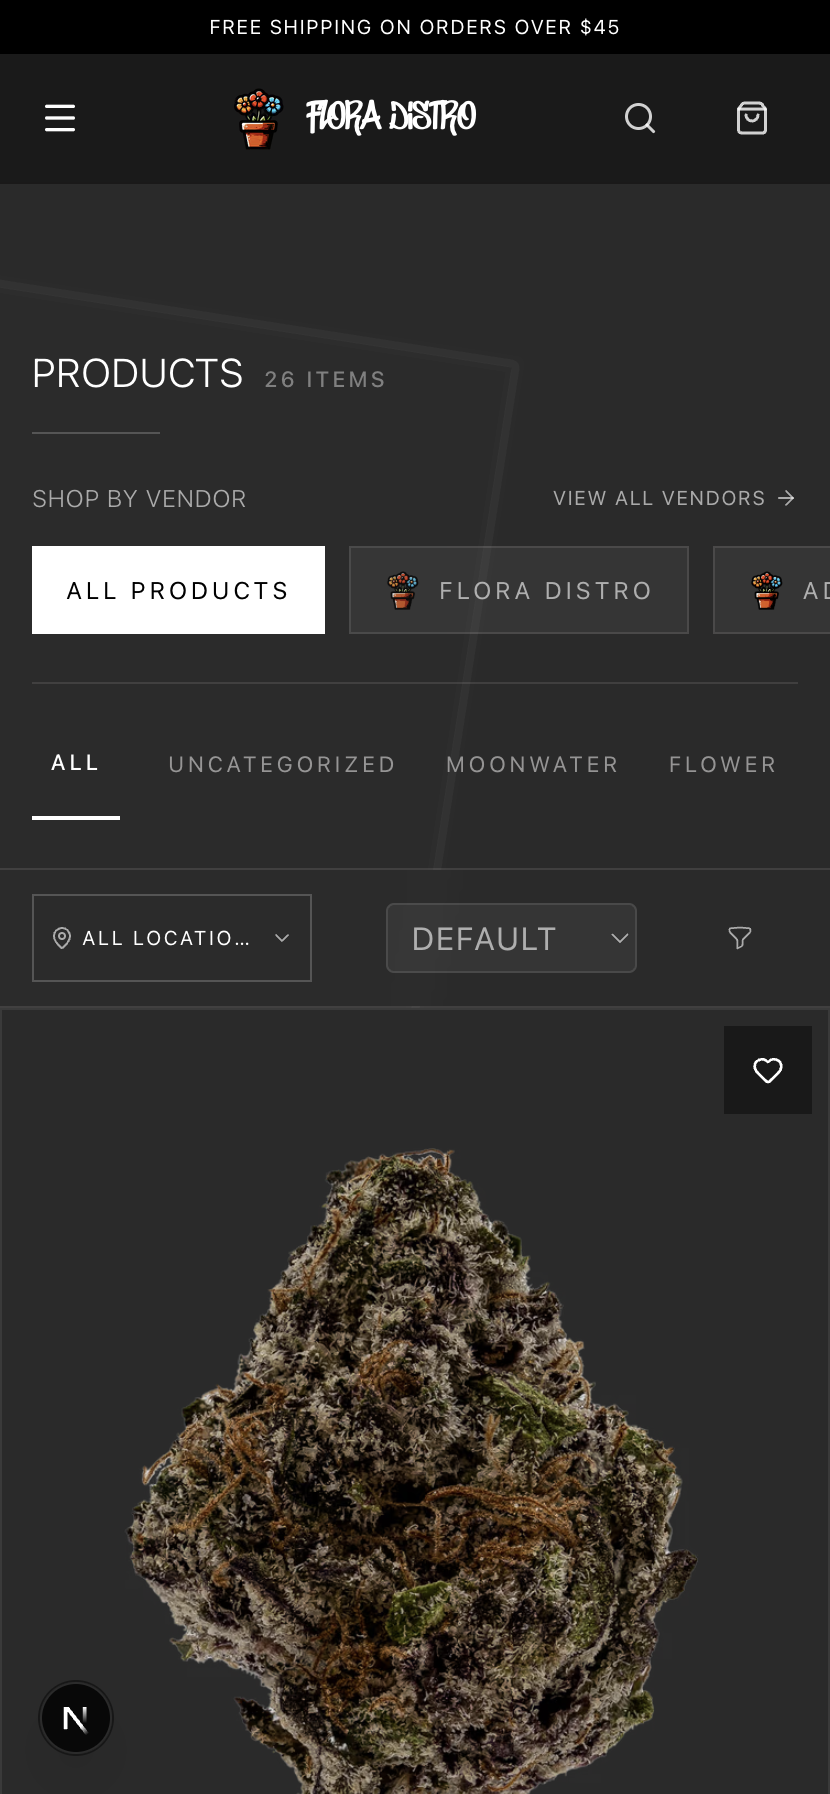 FREE SHIPPING ON ORDERS OVER $45
FLORA DISTRO
PRODUCTS 26 ITEMS
SHOP BY VENDOR
VIEW ALL VENDORS →
ALL PRODUCTS
FLORA DISTRO
AD
ALL
UNCATEGORIZED
MOONWATER
FLOWER
ALL LOCATIO...
DEFAULT
N